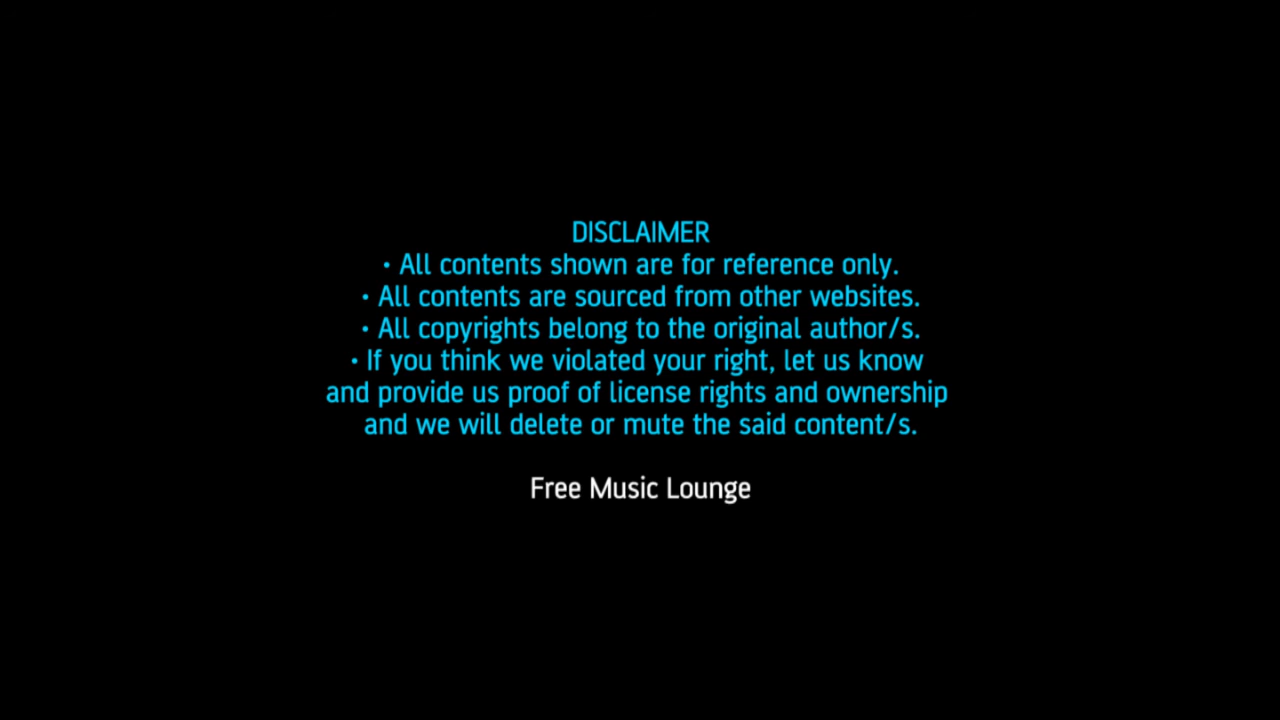 DISCLAIMER
• All contents shown are for reference only.
• All contents are sourced from other websites.
• All copyrights belong to the original author/s.
• If you think we violated your right, let us know
and provide us proof of license rights and ownership
and we will delete or mute the said content/s.
Free Music Lounge